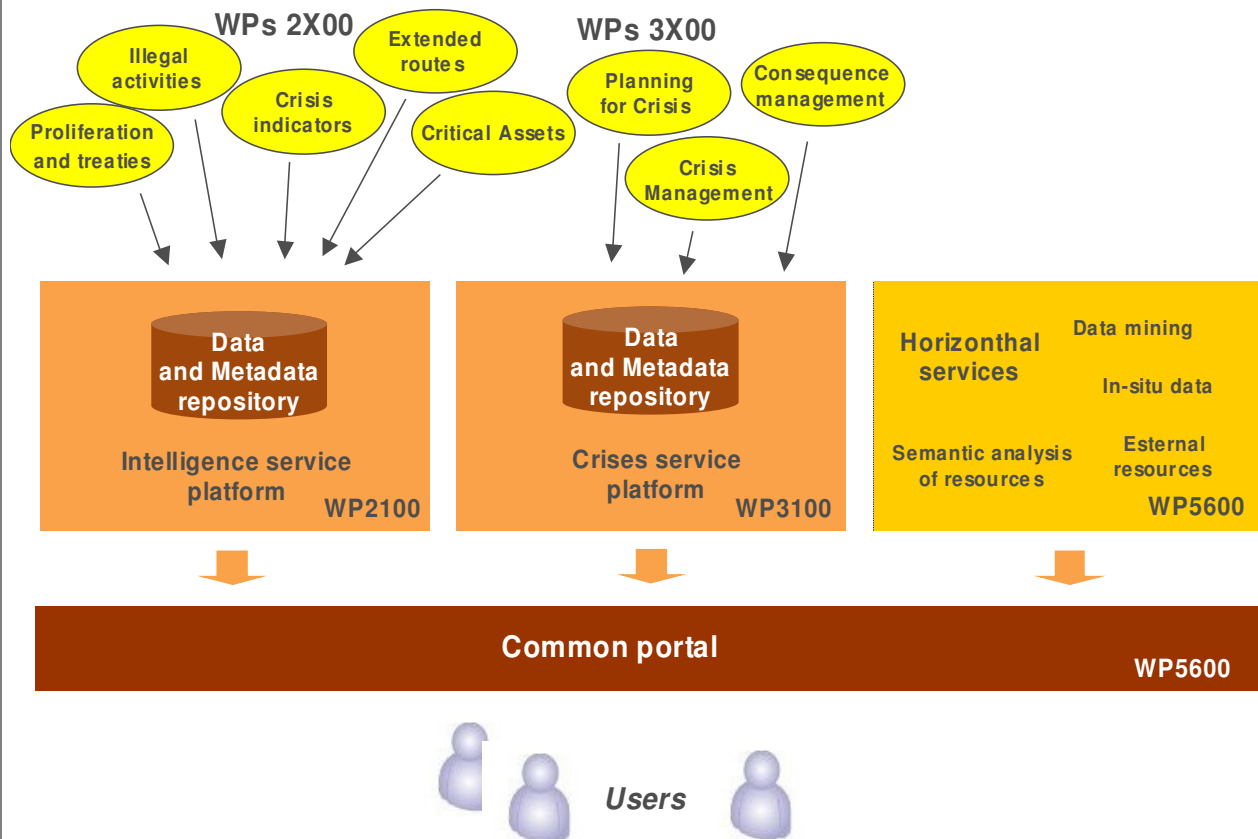 WPs 2X00
WPs 3X00
Illegal
activities
Extended
routes
Proliferation
and treaties
Crisis
indicators
Critical Assets
Planning
for Crisis
Crisis
Management
Consequence
management
Data
and Metadata
repository
Intelligence service
platform
WP2100
Data
and Metadata
repository
Crises service
platform
WP3100
Horizonthal
services
Data mining
In-situ data
Semantic analysis
of resources
Esternal
resources
WP5600
Common portal
WP5600
Users